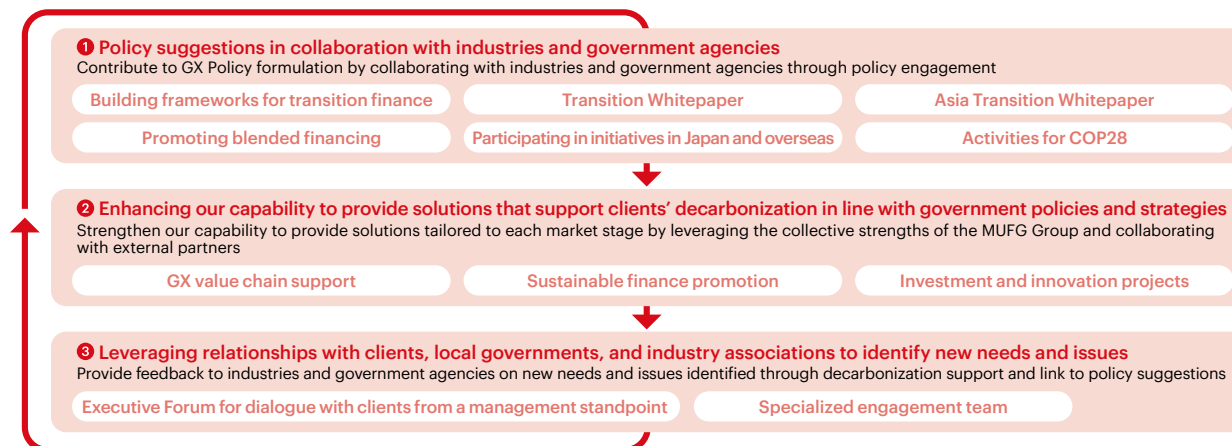 1 Policy suggestions in collaboration with industries and government agencies
Contribute to GX Policy formulation by collaborating with industries and government agencies through policy engagement
Building frameworks for transition finance
Transition Whitepaper
Asia Transition Whitepaper
Promoting blended financing
Participating in initiatives in Japan and overseas
Activities for COP28
2 Enhancing our capability to provide solutions that support clients’ decarbonization in line with government policies and strategies
Strengthen our capability to provide solutions tailored to each market stage by leveraging the collective strengths of the MUFG Group and collaborating
with external partners
GX value chain support
Sustainable finance promotion
Investment and innovation projects
3 Leveraging relationships with clients, local governments, and industry associations to identify new needs and issues
Provide feedback to industries and government agencies on new needs and issues identified through decarbonization support and link to policy suggestions
Executive Forum for dialogue with clients from a management standpoint
Specialized engagement team